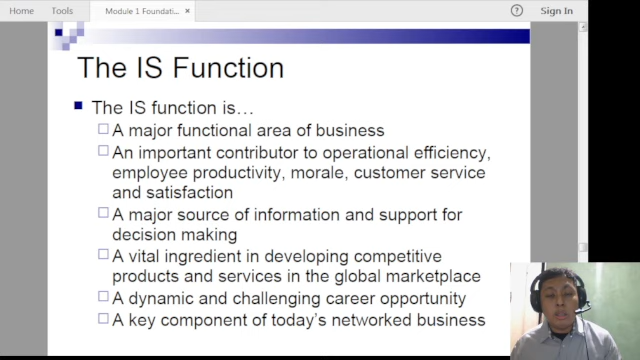 Home
Tools
Module 1 Foundati...
×
?
Sign In
The IS Function
The IS function is…
A major functional area of business
An important contributor to operational efficiency,
employee productivity, morale, customer service
and satisfaction
A major source of information and support for
decision making
A vital ingredient in developing competitive
products and services in the global marketplace
A dynamic and challenging career opportunity
A key component of today's networked business